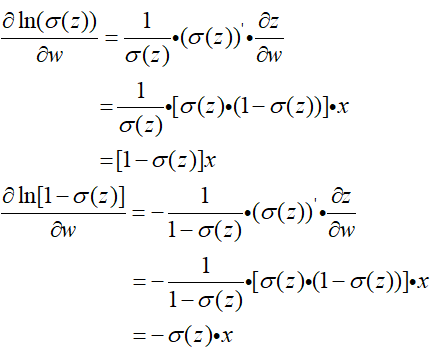 ∂ln(σ(z))/∂w = 1/σ(z)•(σ(z))'•∂z/∂w
= 1/σ(z)•[σ(z)•(1−σ(z))]•x
=[1−σ(z)]x
∂ln[1−σ(z)]/∂w = −1/(1−σ(z))•(σ(z))'•∂z/∂w
= −1/(1−σ(z))•[σ(z)•(1−σ(z))]•x
= −σ(z)•x